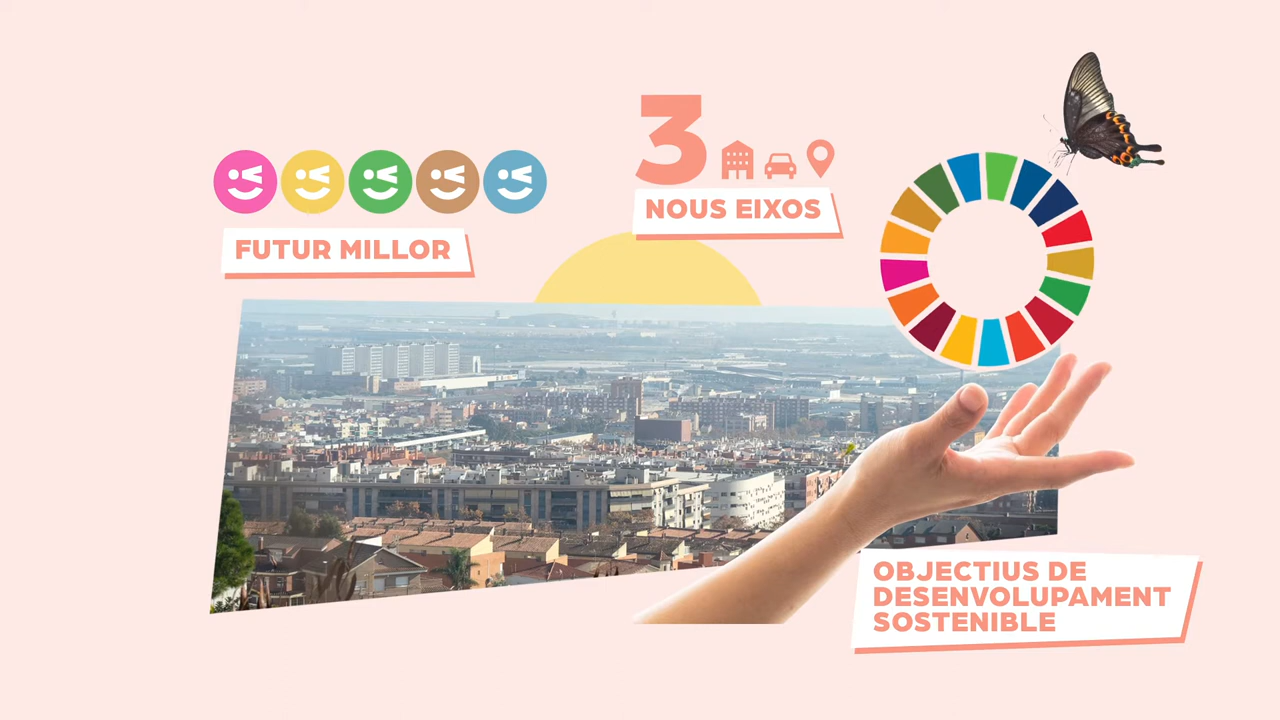 3
NOUS EIXOS
FUTUR MILLOR
OBJECTIUS DE
DESENVOLUPAMENT
SOSTENIBLE